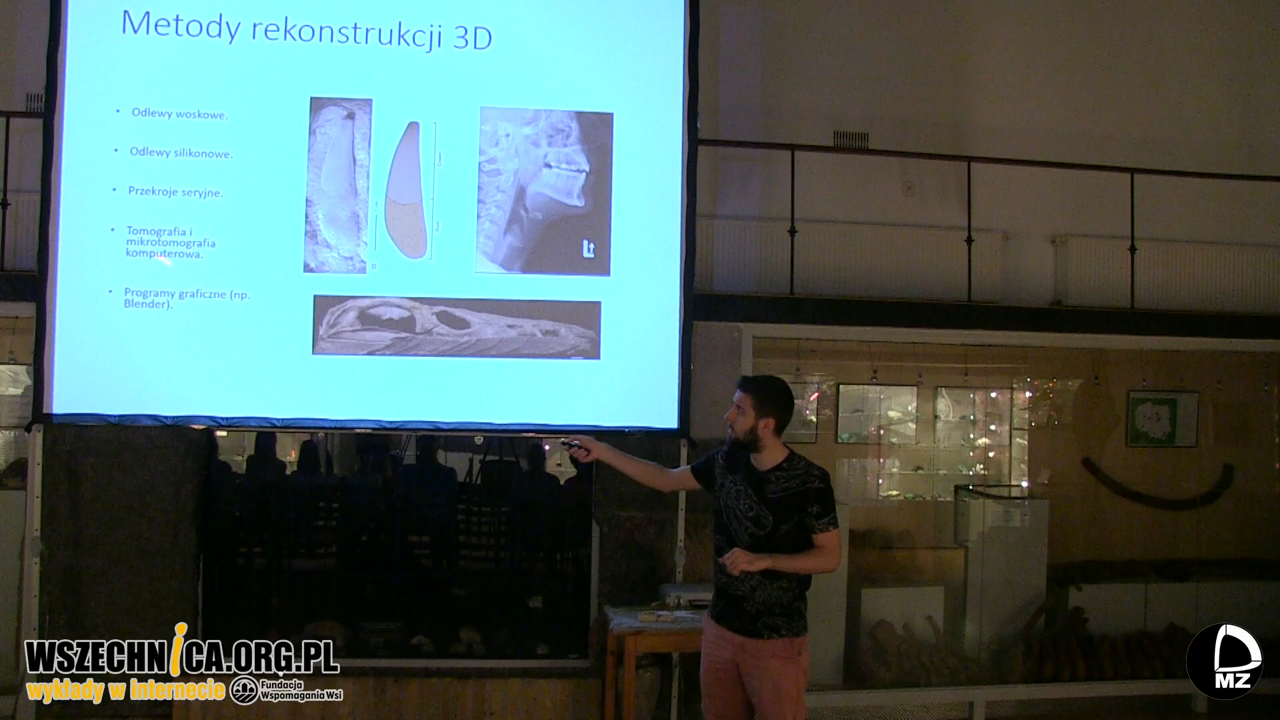 Metody rekonstrukcji 3D
• Odlewy woskowe.
• Odlewy silikonowe.
• Przekroje seryjne.
• Tomografia i
mikrotomografia
komputerowa.
• Programy graficzne (np.
Blender).
L
WSZECHNiCA.ORG.PL
wykłady w internecie
Fundacja
Wspomagania Wsi
MZ